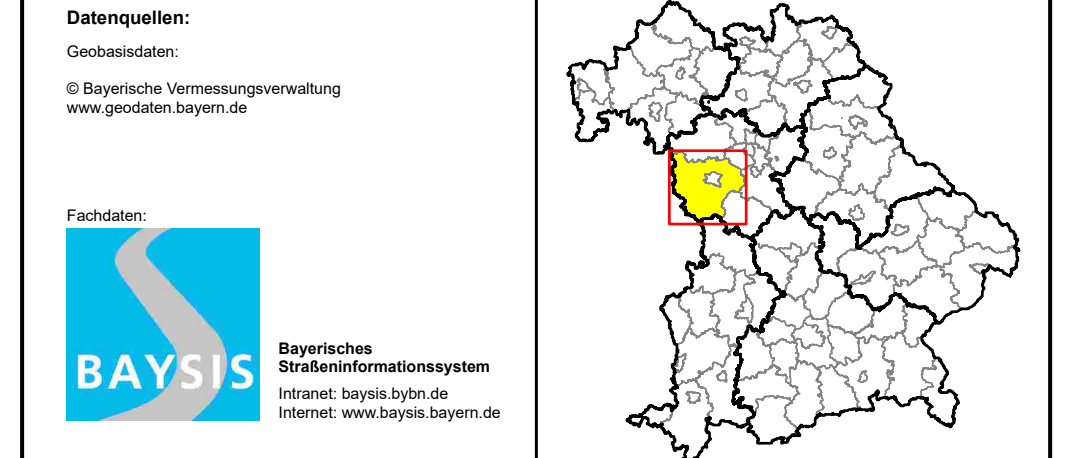 Datenquellen:
Geobasisdaten:
© Bayerische Vermessungsverwaltung
www.geodaten.bayern.de
Fachdaten:
BAYSIS
Bayerisches
Straßeninformationssystem
Intranet: baysis.bybn.de
Internet: www.baysis.bayern.de